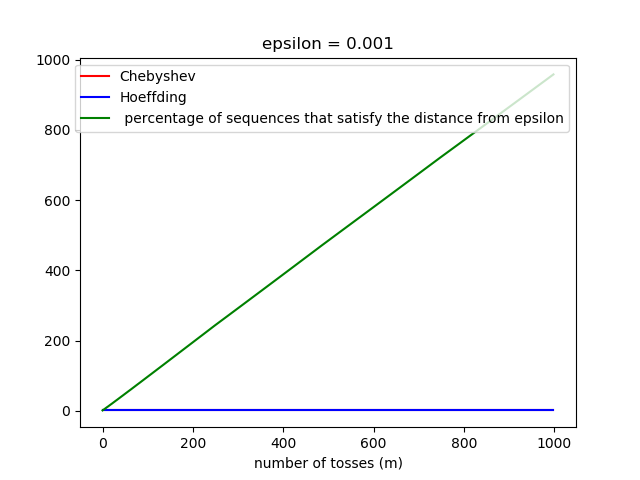 epsilon = 0.001
Chebyshev
Hoeffding
percentage of sequences that satisfy the distance from epsilon
1000
800
600
400
200
0
0 200 400 600 800 1000
number of tosses (m)